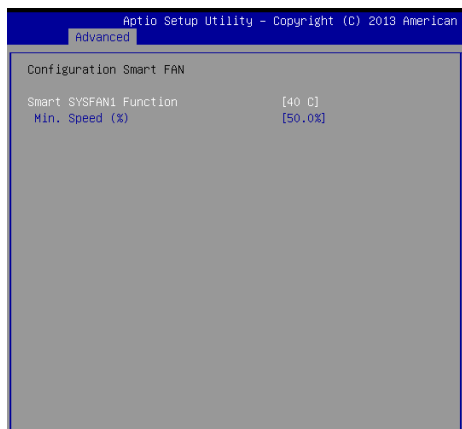 Aptio Setup Utility – Copyright (C) 2013 American
Advanced
Configuration Smart FAN
Smart SYSFAN1 Function [40 C]
Min. Speed (%) [50.0%]